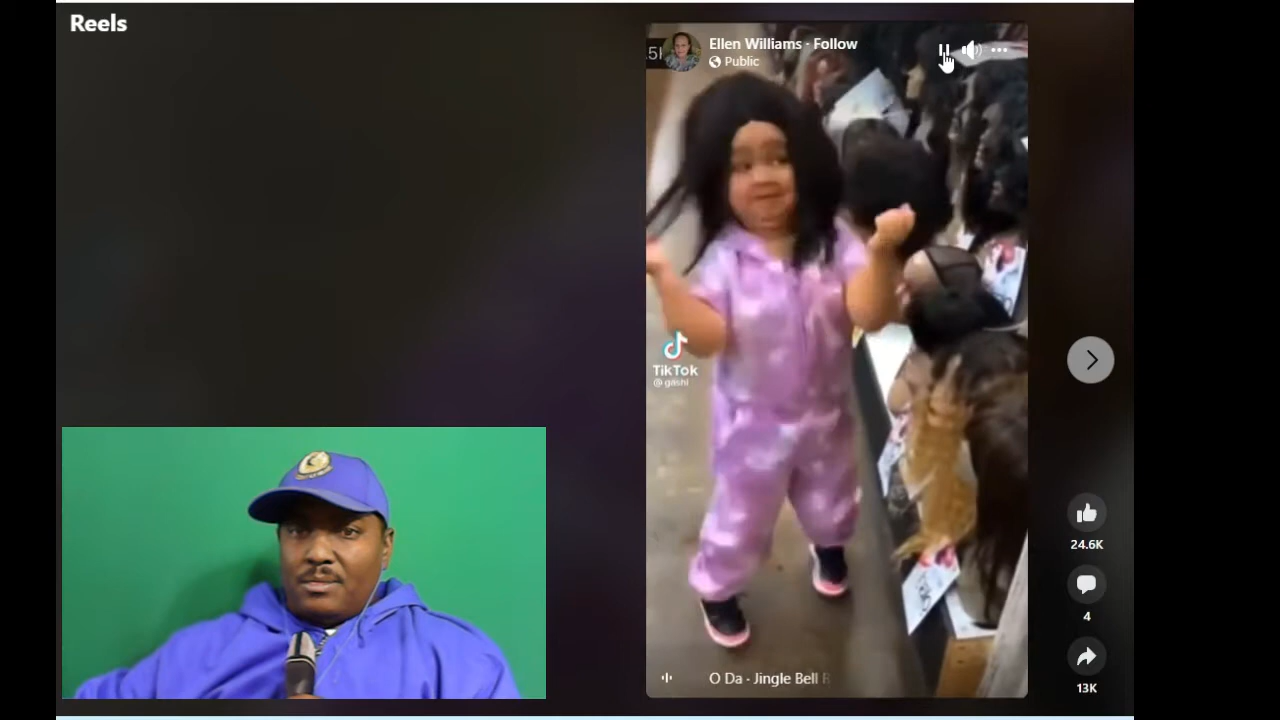 Reels
Ellen Williams · Follow
Public
TikTok
@ gashi
24.6K
4
13K
O Da · Jingle Bell R